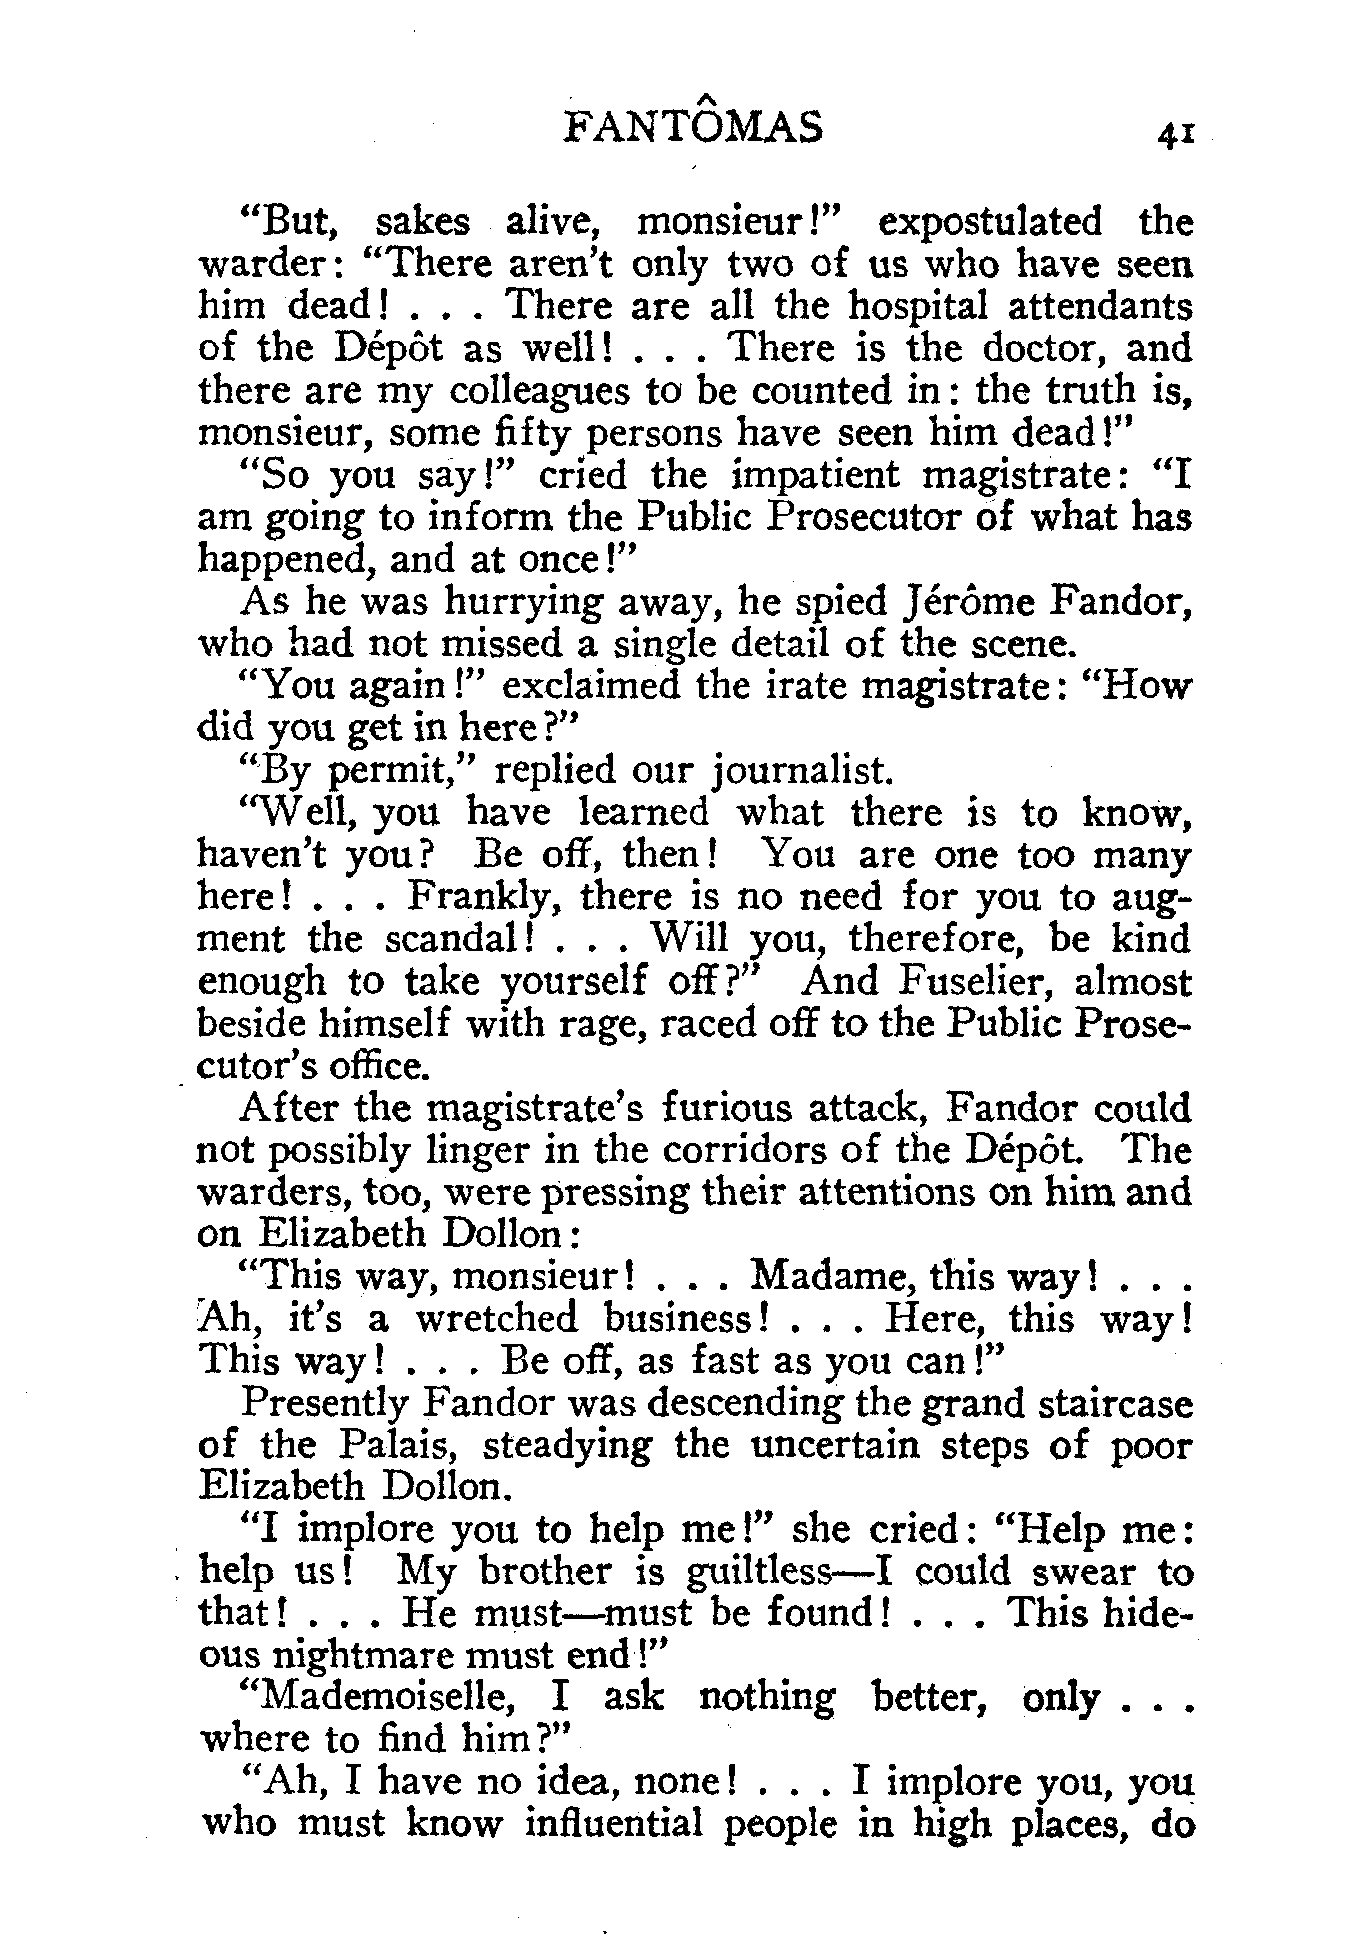 FANTÔMAS 41
“But, sakes alive, monsieur!” expostulated the
warder: “There aren’t only two of us who have seen
him dead! . . . There are all the hospital attendants
of the Dépôt as well! . . . There is the doctor, and
there are my colleagues to be counted in: the truth is,
monsieur, some fifty persons have seen him dead!”
“So you say!” cried the impatient magistrate: “I
am going to inform the Public Prosecutor of what has
happened, and at once!”
As he was hurrying away, he spied Jérôme Fandor,
who had not missed a single detail of the scene.
“You again!” exclaimed the irate magistrate: “How
did you get in here?”
“By permit,” replied our journalist.
“Well, you have learned what there is to know,
haven’t you? Be off, then! You are one too many
here! . . . Frankly, there is no need for you to aug-
ment the scandal! . . . Will you, therefore, be kind
enough to take yourself off?” And Fuselier, almost
beside himself with rage, raced off to the Public Prose-
cutor’s office.
After the magistrate’s furious attack, Fandor could
not possibly linger in the corridors of the Dépôt. The
warders, too, were pressing their attentions on him and
on Elizabeth Dollon:
“This way, monsieur! . . . Madame, this way! . . .
Ah, it’s a wretched business! . . . Here, this way!
This way! . . . Be off, as fast as you can!”
Presently Fandor was descending the grand staircase
of the Palais, steadying the uncertain steps of poor
Elizabeth Dollon.
“I implore you to help me!” she cried: “Help me:
help us! My brother is guiltless—I could swear to
that! . . . He must—must be found! . . . This hide-
ous nightmare must end!”
“Mademoiselle, I ask nothing better, only . . .
where to find him?”
“Ah, I have no idea, none! . . . I implore you, you
who must know influential people in high places, do